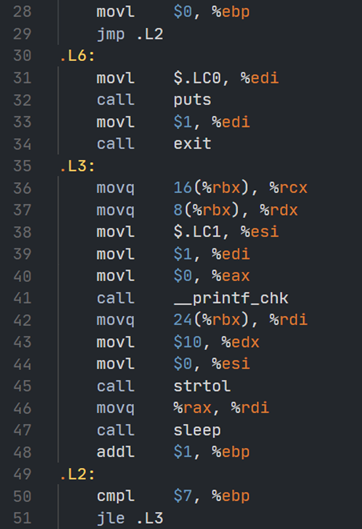 28 movl $0, %ebp
29 jmp .L2
30 .L6:
31 movl $.LC0, %edi
32 call puts
33 movl $1, %edi
34 call exit
35 .L3:
36 movq 16(%rbx), %rcx
37 movq 8(%rbx), %rdx
38 movl $.LC1, %esi
39 movl $1, %edi
40 movl $0, %eax
41 call __printf_chk
42 movq 24(%rbx), %rdi
43 movl $10, %edx
44 movl $0, %esi
45 call strtol
46 movq %rax, %rdi
47 call sleep
48 addl $1, %ebp
49 .L2:
50 cmpl $7, %ebp
51 jle .L3